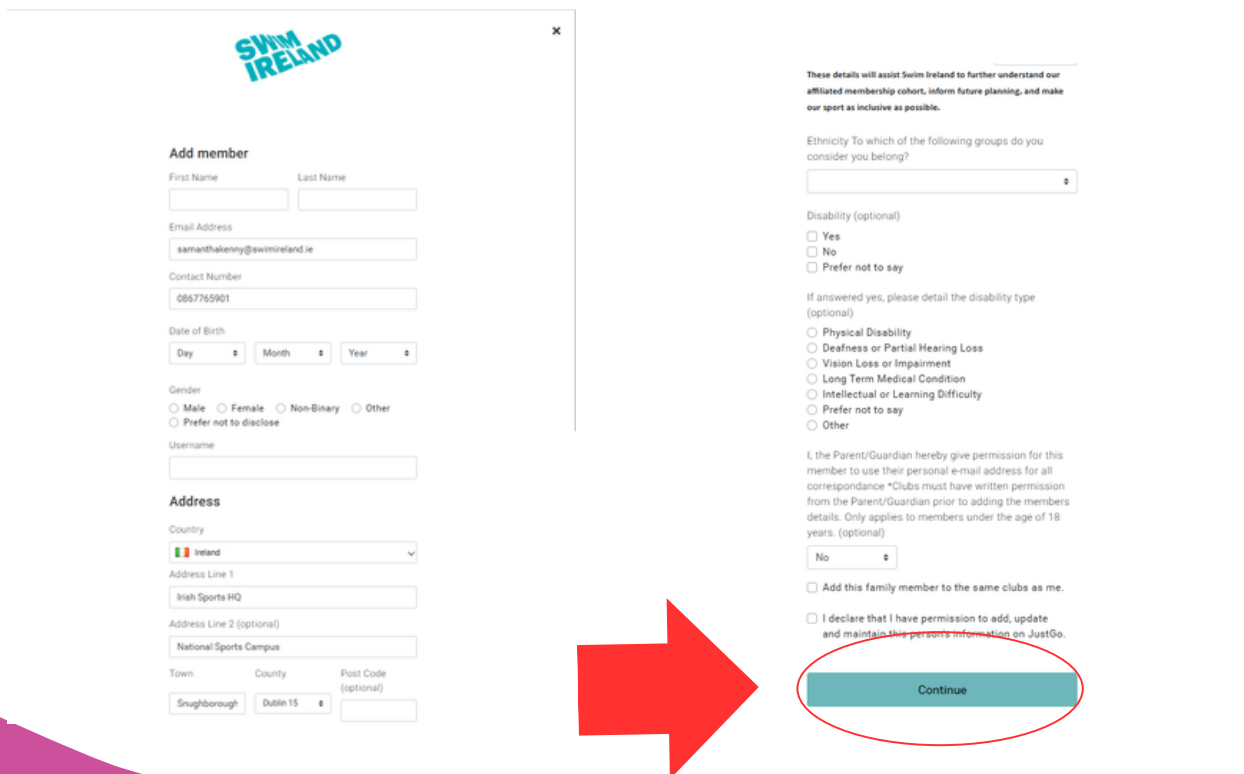 SWIM
IRELAND
×
Add member
First Name Last Name
Email Address
samanthakenny@swimireland.ie
Contact Number
0867765901
Date of Birth
Day Month Year
Gender
Male Female Non-Binary Other
Prefer not to disclose
Username
Address
Country
Ireland
Address Line 1
Irish Sports HQ
Address Line 2 (optional)
National Sports Campus
Town County Post Code
(optional)
Snughborough Dublin 15
These details will assist Swim Ireland to further understand our
affiliated membership cohort, inform future planning, and make
our sport as inclusive as possible.
Ethnicity To which of the following groups do you
consider you belong?
Disability (optional)
Yes
No
Prefer not to say
If answered yes, please detail the disability type
(optional)
Physical Disability
Deafness or Partial Hearing Loss
Vision Loss or Impairment
Long Term Medical Condition
Intellectual or Learning Difficulty
Prefer not to say
Other
I, the Parent/Guardian hereby give permission for this
member to use their personal e-mail address for all
correspondance *Clubs must have written permission
from the Parent/Guardian prior to adding the members
details. Only applies to members under the age of 18
years. (optional)
No
Add this family member to the same clubs as me.
I declare that I have permission to add, update
and maintain this person's information on JustGo.
Continue